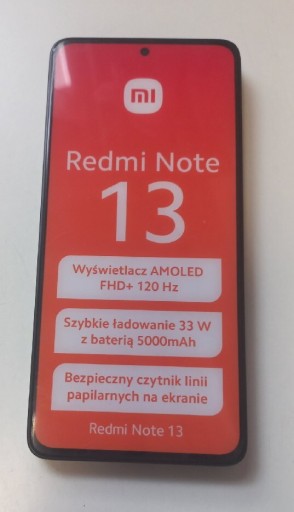 mi
Redmi Note
13
Wyświetlacz AMOLED
FHD+ 120 Hz
Szybkie ładowanie 33 W
z baterią 5000mAh
Bezpieczny czytnik linii
papilarnych na ekranie
Redmi Note 13